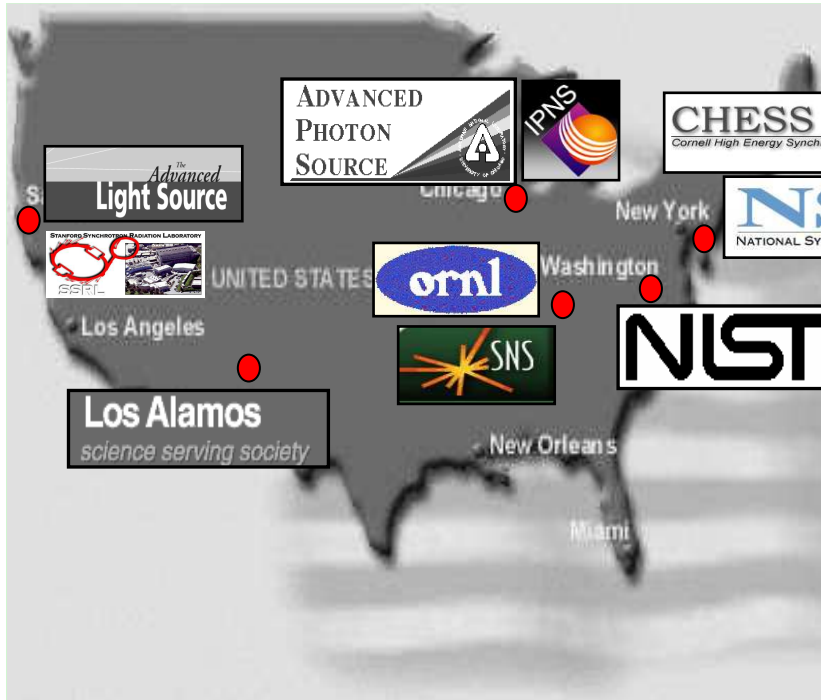 ADVANCED
PHOTON
SOURCE
IPNS
CHESS
Cornell High Energy Synch
The
Advanced
Light Source
Sa
Chicago
New York
NS
NATIONAL SY
STANFORD SYNCHROTRON RADIATION LABORATORY
SSRL
UNITED STATES
ornl
Washington
Los Angeles
SNS
NIST
Los Alamos
science serving society
New Orleans
Miami